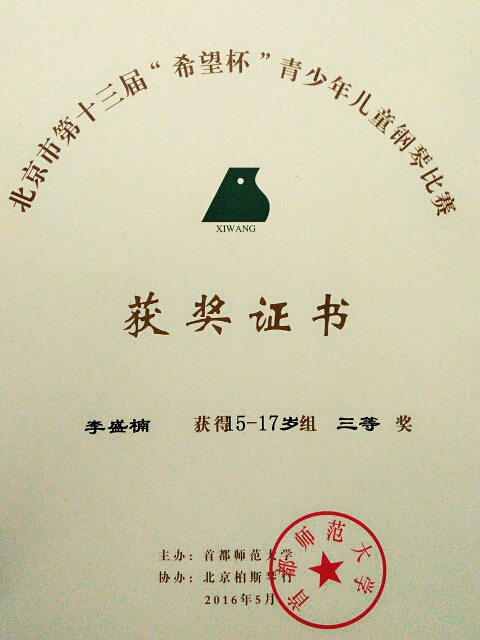 北京市第十三届“希望杯”青少年儿童钢琴比赛
XIWANG
获奖证书
李盛楠 获得15-17岁组 三等 奖
主办：首都师范大学
协办：北京柏斯琴行
2016年5月
首都师范大学